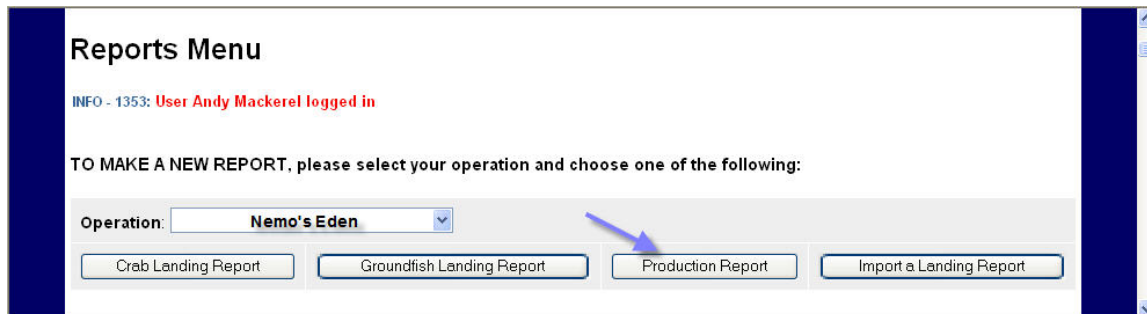 Reports Menu
INFO - 1353: User Andy Mackerel logged in
TO MAKE A NEW REPORT, please select your operation and choose one of the following:
Operation: Nemo's Eden
Crab Landing Report Groundfish Landing Report Production Report Import a Landing Report